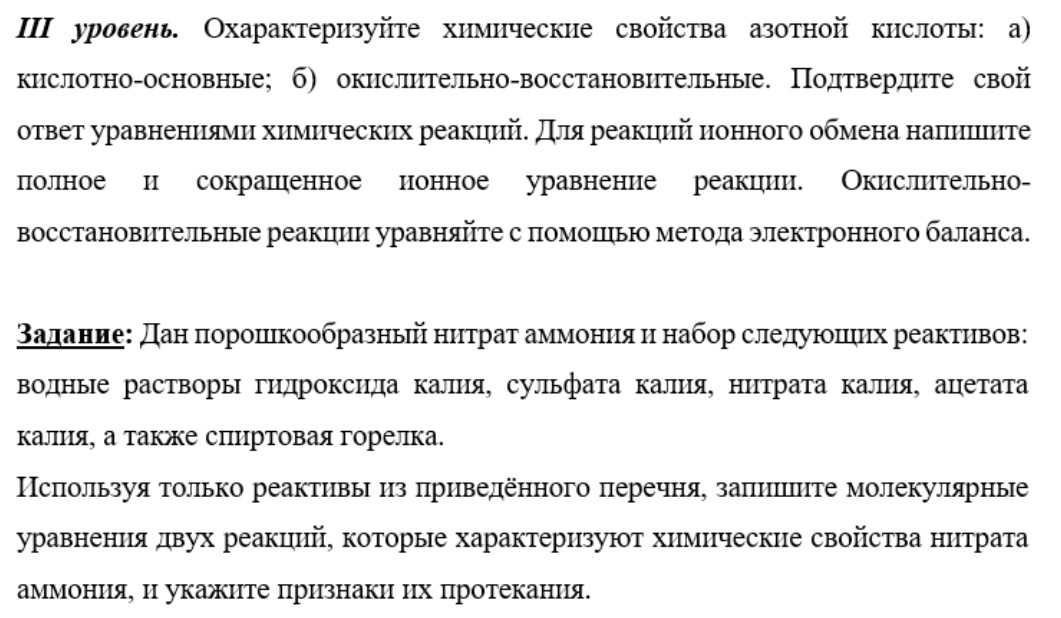 III уровень. Охарактеризуйте химические свойства азотной кислоты: а)
кислотно-основные; б) окислительно-восстановительные. Подтвердите свой
ответ уравнениями химических реакций. Для реакций ионного обмена напишите
полное и сокращенное ионное уравнение реакции. Окислительно-
восстановительные реакции уравняйте с помощью метода электронного баланса.
Задание: Дан порошкообразный нитрат аммония и набор следующих реактивов:
водные растворы гидроксида калия, сульфата калия, нитрата калия, ацетата
калия, а также спиртовая горелка.
Используя только реактивы из приведённого перечня, запишите молекулярные
уравнения двух реакций, которые характеризуют химические свойства нитрата
аммония, и укажите признаки их протекания.